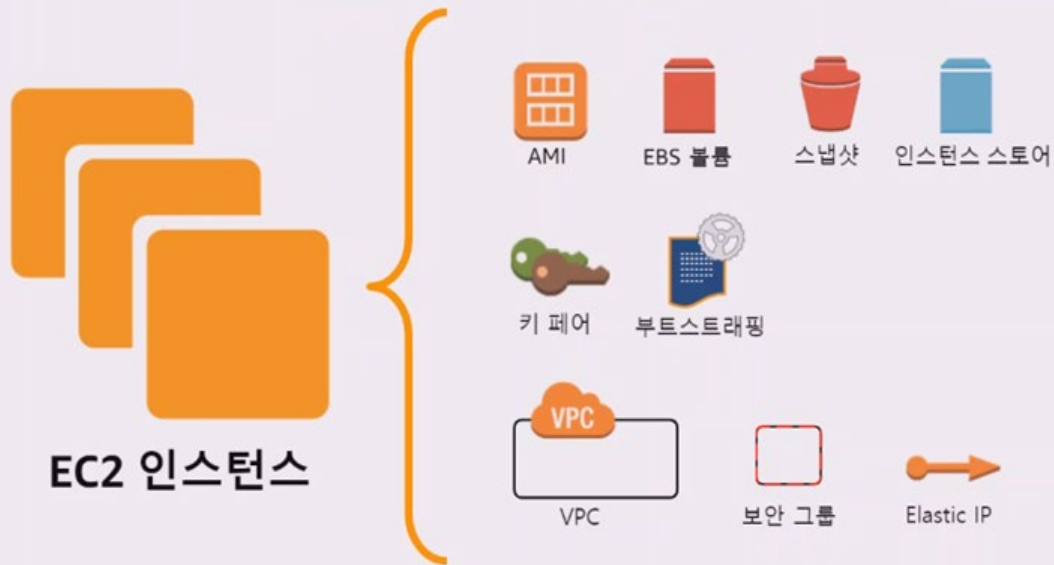 AMI
EBS 볼륨
스냅샷
인스턴스 스토어
키 페어
부트스트래핑
EC2 인스턴스
VPC
VPC
보안 그룹
Elastic IP